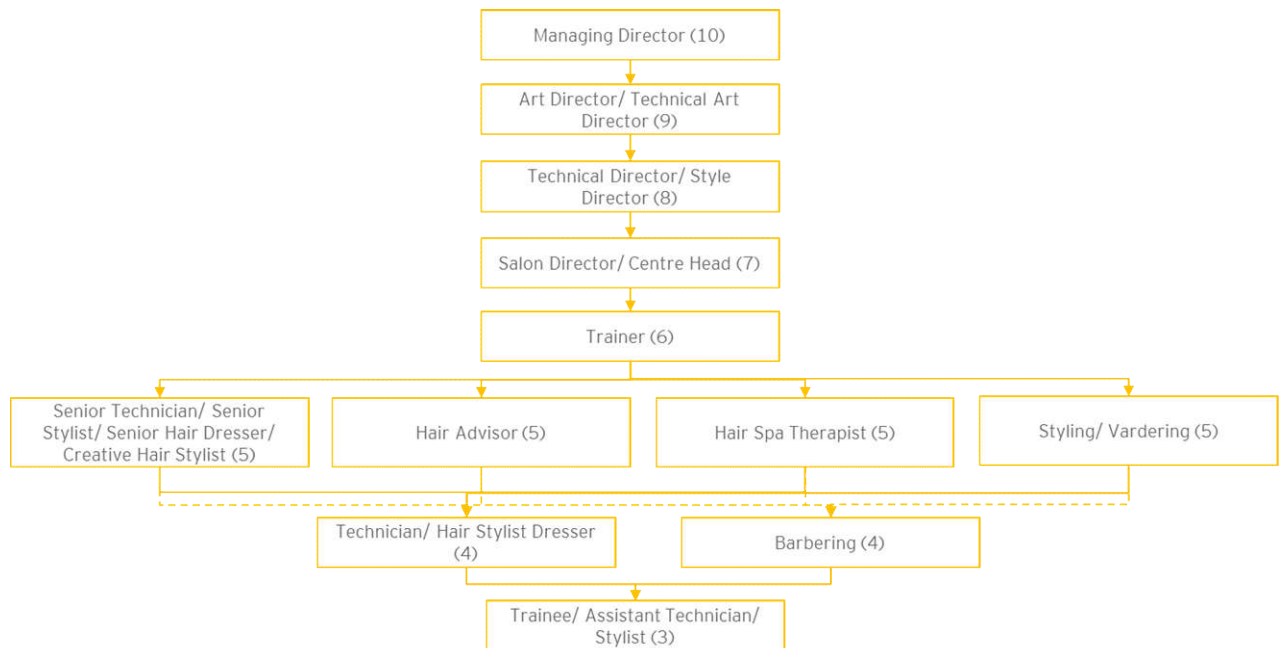 Managing Director (10)
Art Director/ Technical Art
Director (9)
Technical Director/ Style
Director (8)
Salon Director/ Centre Head (7)
Trainer (6)
Senior Technician/ Senior
Stylist/ Senior Hair Dresser/
Creative Hair Stylist (5)
Hair Advisor (5)
Hair Spa Therapist (5)
Styling/ Vardering (5)
Technician/ Hair Stylist Dresser
(4)
Barbering (4)
Trainee/ Assistant Technician/
Stylist (3)